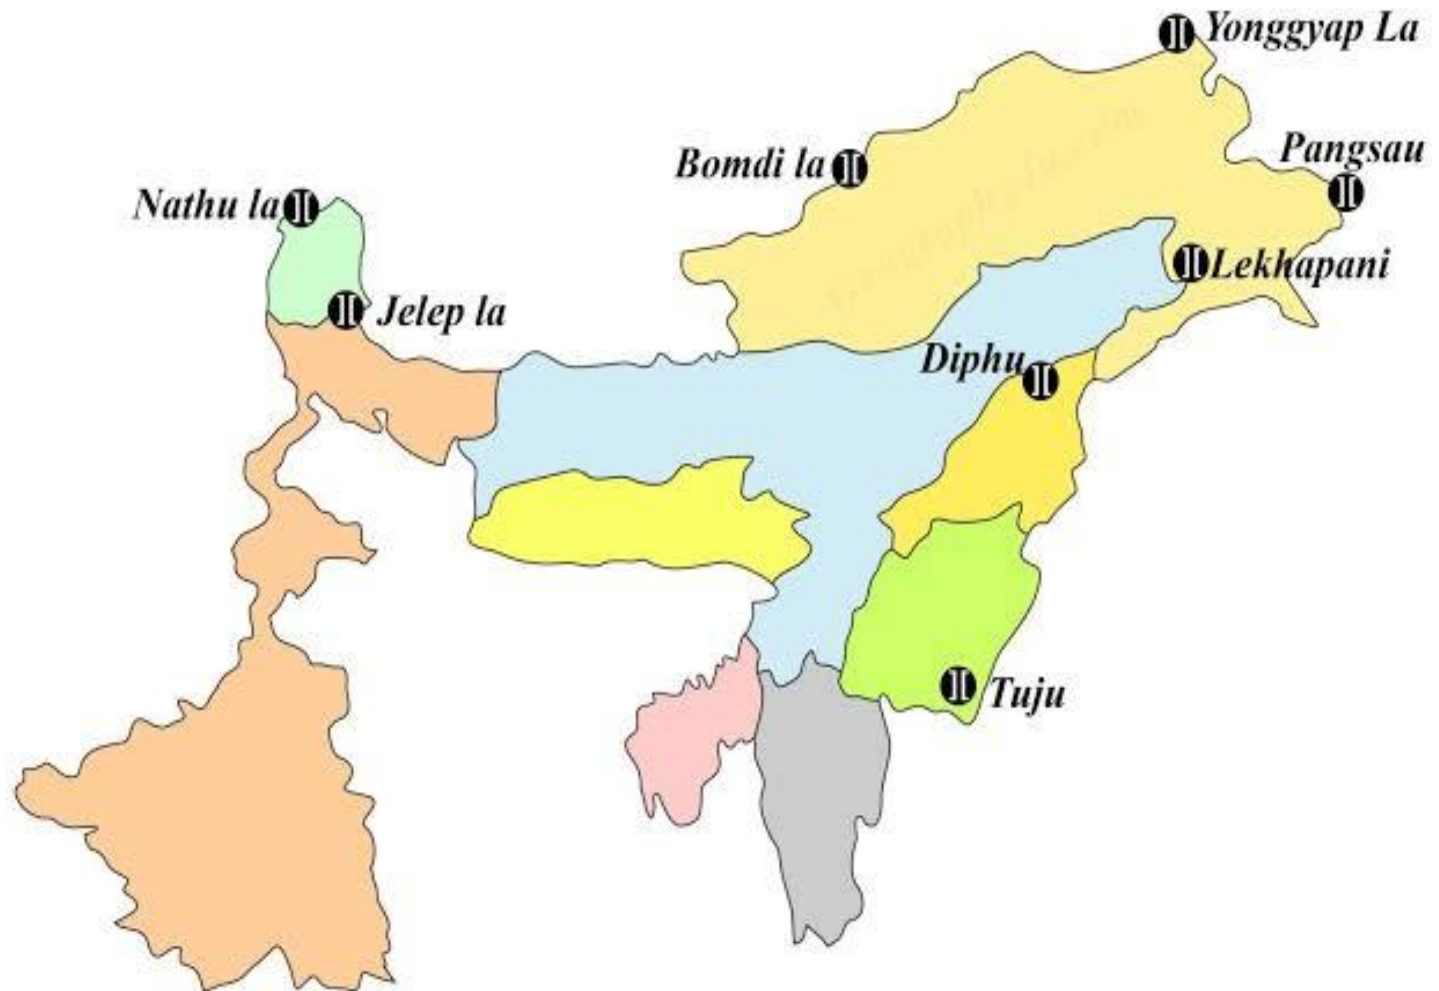 Yonggyap La
Pangsau
Bomdi la
Nathu la
Lekhapani
Jelep la
Diphu
Tuju